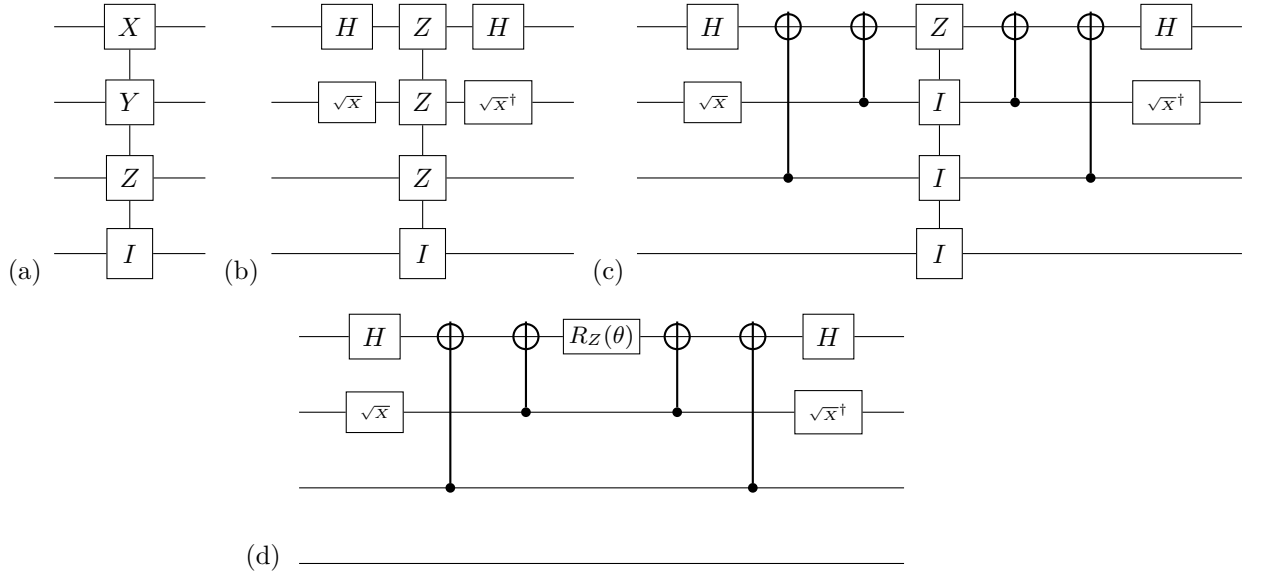 X H Z H H Z H
Y √X Z √X† √X I √X†
Z Z I
(a) I (b) I (c) I
H R_Z(θ) H
√X √X†
(d)